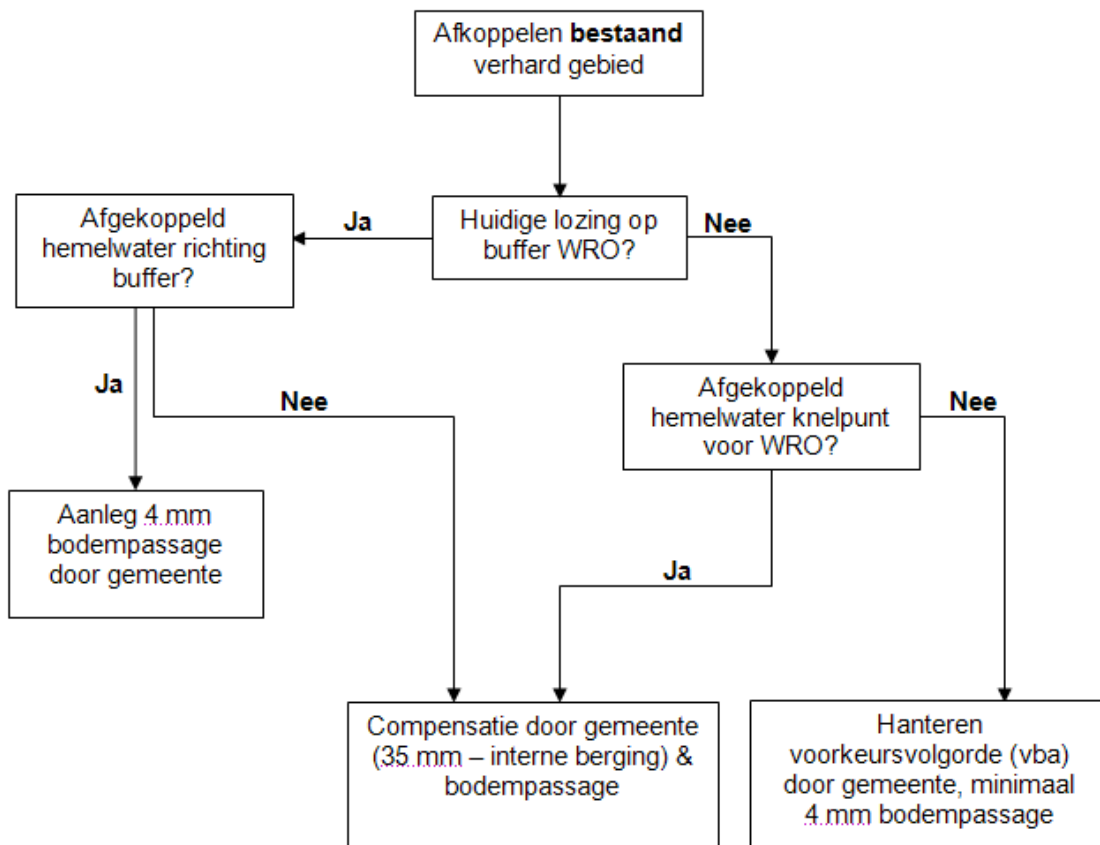 Afkoppelen bestaand
verhard gebied
Huidige lozing op
buffer WRO?
Ja
Nee
Afgekoppeld
hemelwater richting
buffer?
Afgekoppeld
hemelwater knelpunt
voor WRO?
Ja
Nee
Nee
Aanleg 4 mm
bodempassage
door gemeente
Ja
Compensatie door gemeente
(35 mm – interne berging) &
bodempassage
Hanteren
voorkeursvolgorde (vba)
door gemeente, minimaal
4 mm bodempassage